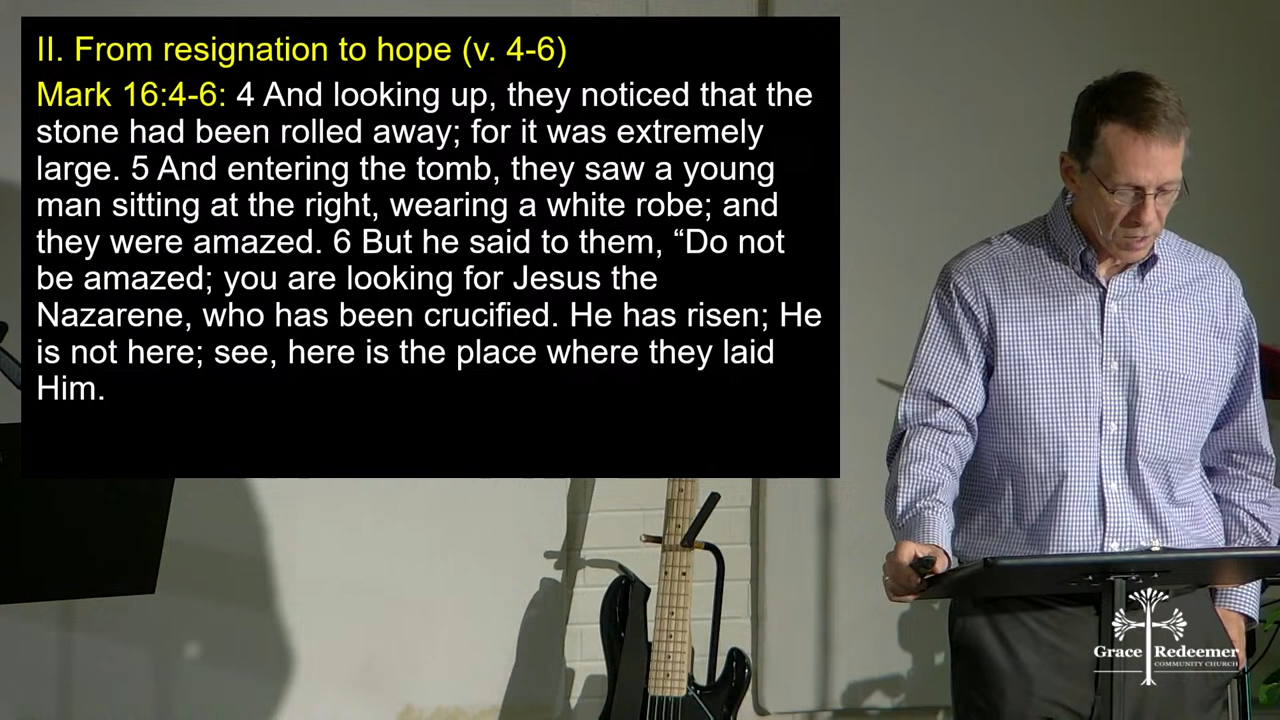 II. From resignation to hope (v. 4-6)
Mark 16:4-6: 4 And looking up, they noticed that the
stone had been rolled away; for it was extremely
large. 5 And entering the tomb, they saw a young
man sitting at the right, wearing a white robe; and
they were amazed. 6 But he said to them, “Do not
be amazed; you are looking for Jesus the
Nazarene, who has been crucified. He has risen; He
is not here; see, here is the place where they laid
Him.
Grace Redeemer
COMMUNITY CHURCH